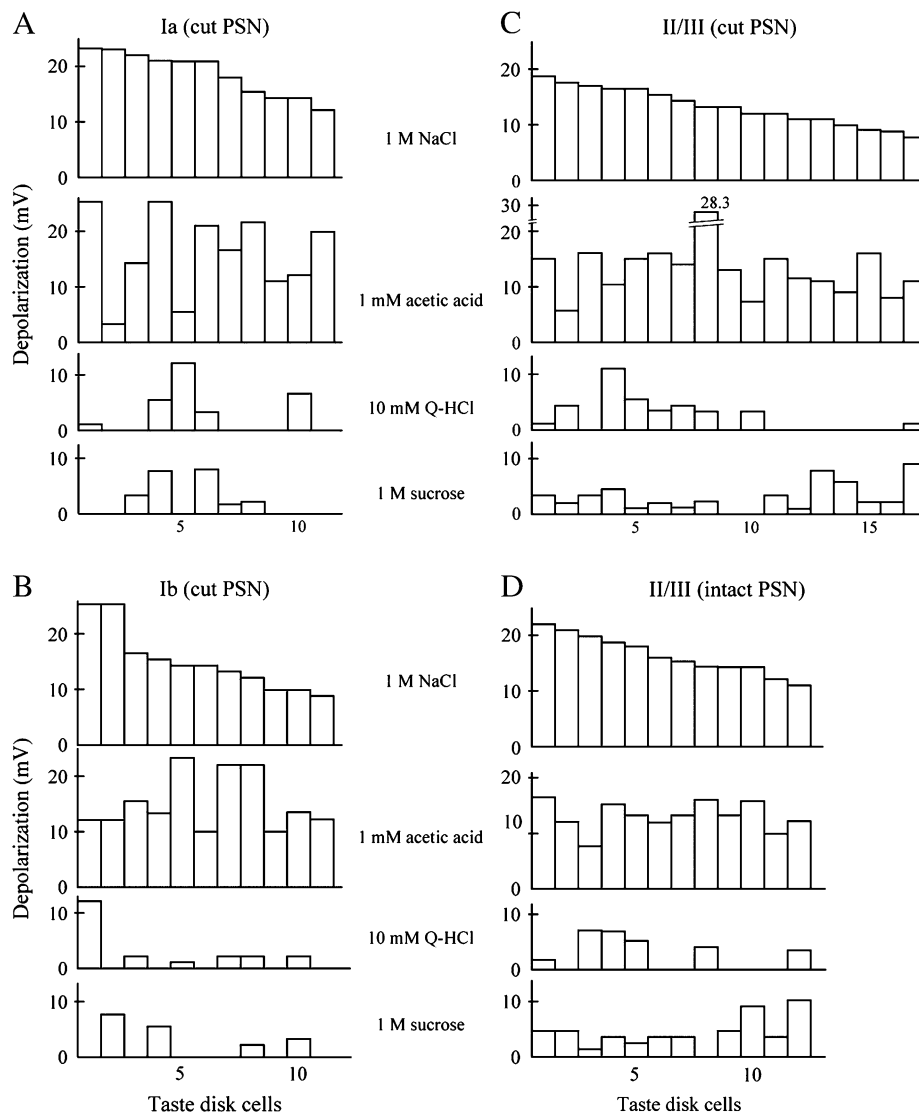 A
Ia (cut PSN)
20
10
0
1 M NaCl
20
10
0
1 mM acetic acid
10
0
10 mM Q-HCl
10
0
1 M sucrose
5
10
Depolarization (mV)
C
II/III (cut PSN)
20
10
0
30
28.3
20
10
0
10
0
10
0
5
10
15
B
Ib (cut PSN)
20
10
0
1 M NaCl
20
10
0
1 mM acetic acid
10
0
10 mM Q-HCl
10
0
1 M sucrose
5
10
Depolarization (mV)
Taste disk cells
D
II/III (intact PSN)
20
10
0
20
10
0
10
0
10
0
5
10
Taste disk cells